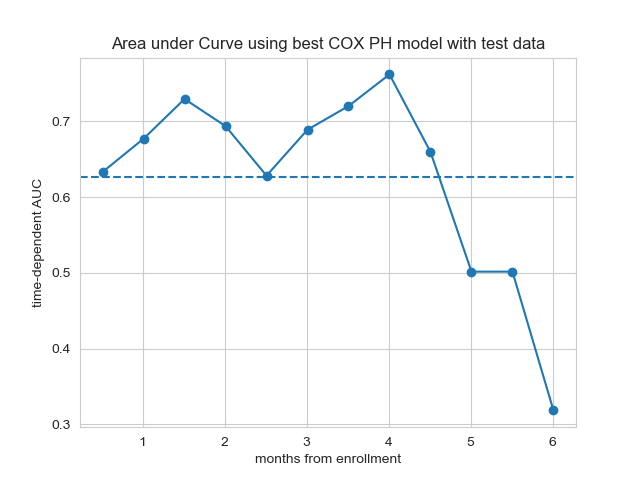 Area under Curve using best COX PH model with test data
time-dependent AUC
0.7
0.6
0.5
0.4
0.3
1 2 3 4 5 6
months from enrollment